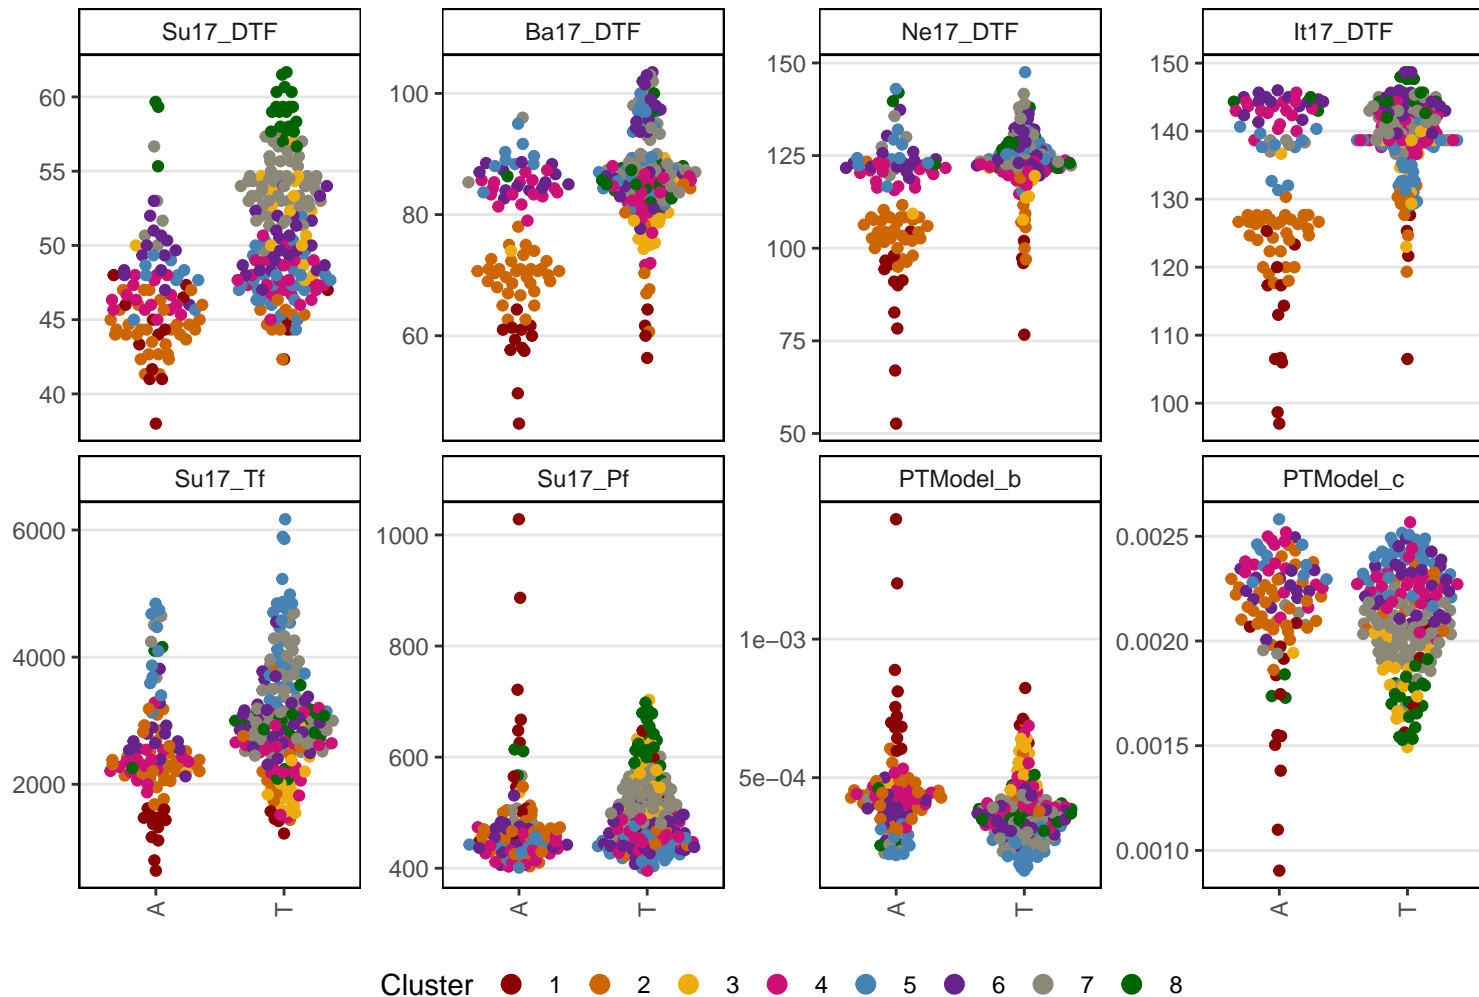 Su17_DTF Ba17_DTF Ne17_DTF It17_DTF
60 55 50 45 40
100 80 60
150 125 100 75 50
150 140 130 120 110 100
Su17_Tf Su17_Pf PTModel_b PTModel_c
6000 4000 2000
1000 800 600 400
1e−03 5e−04
0.0025 0.0020 0.0015 0.0010
A T A T A T A T
Cluster 1 2 3 4 5 6 7 8